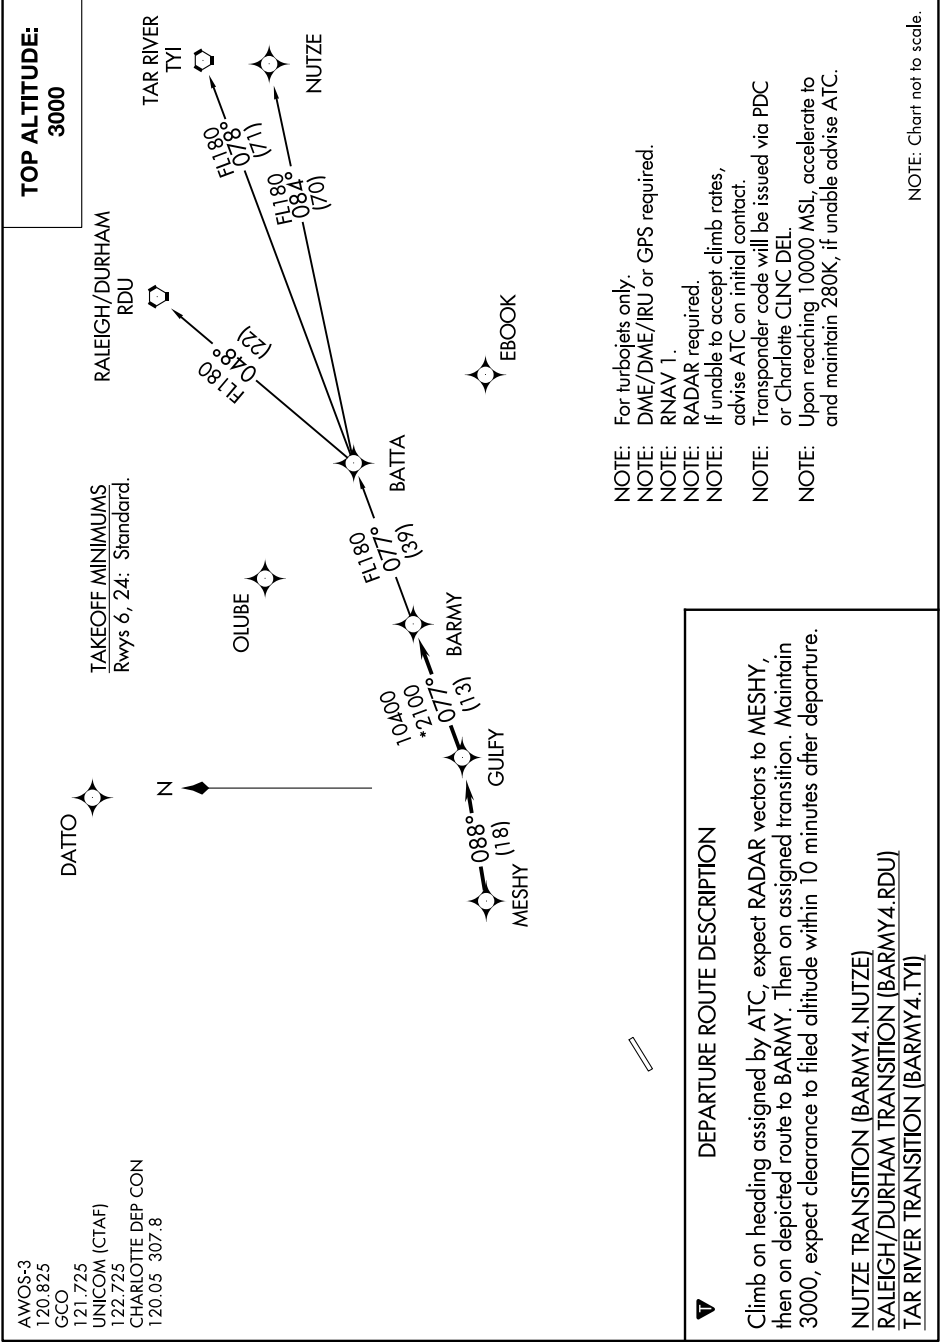 AWOS-3
120.825
GCO
121.725
UNICOM (CTAF)
122.725
CHARLOTTE DEP CON
120.05 307.8
TOP ALTITUDE:
3000
TAKEOFF MINIMUMS
Rwys 6, 24: Standard.
RALEIGH/DURHAM
RDU
TAR RIVER
TYI
NUTZE
DATTO
N
OLUBE
FL180
048°
(22)
FL180
078°
(71)
FL180
084°
(70)
BATTA
EBOOK
FL180
077°
(39)
BARMY
10400
*2100
077°
(13)
GULFY
088°
(18)
MESHY
NOTE: For turbojets only.
NOTE: DME/DME/IRU or GPS required.
NOTE: RNAV 1.
NOTE: RADAR required.
NOTE: If unable to accept climb rates,
advise ATC on initial contact.
NOTE: Transponder code will be issued via PDC
or Charlotte CLNC DEL.
NOTE: Upon reaching 10000 MSL, accelerate to
and maintain 280K, if unable advise ATC.
NOTE: Chart not to scale.
T
DEPARTURE ROUTE DESCRIPTION
Climb on heading assigned by ATC, expect RADAR vectors to MESHY,
then on depicted route to BARMY. Then on assigned transition. Maintain
3000, expect clearance to filed altitude within 10 minutes after departure.
NUTZE TRANSITION (BARMY4.NUTZE)
RALEIGH/DURHAM TRANSITION (BARMY4.RDU)
TAR RIVER TRANSITION (BARMY4.TYI)